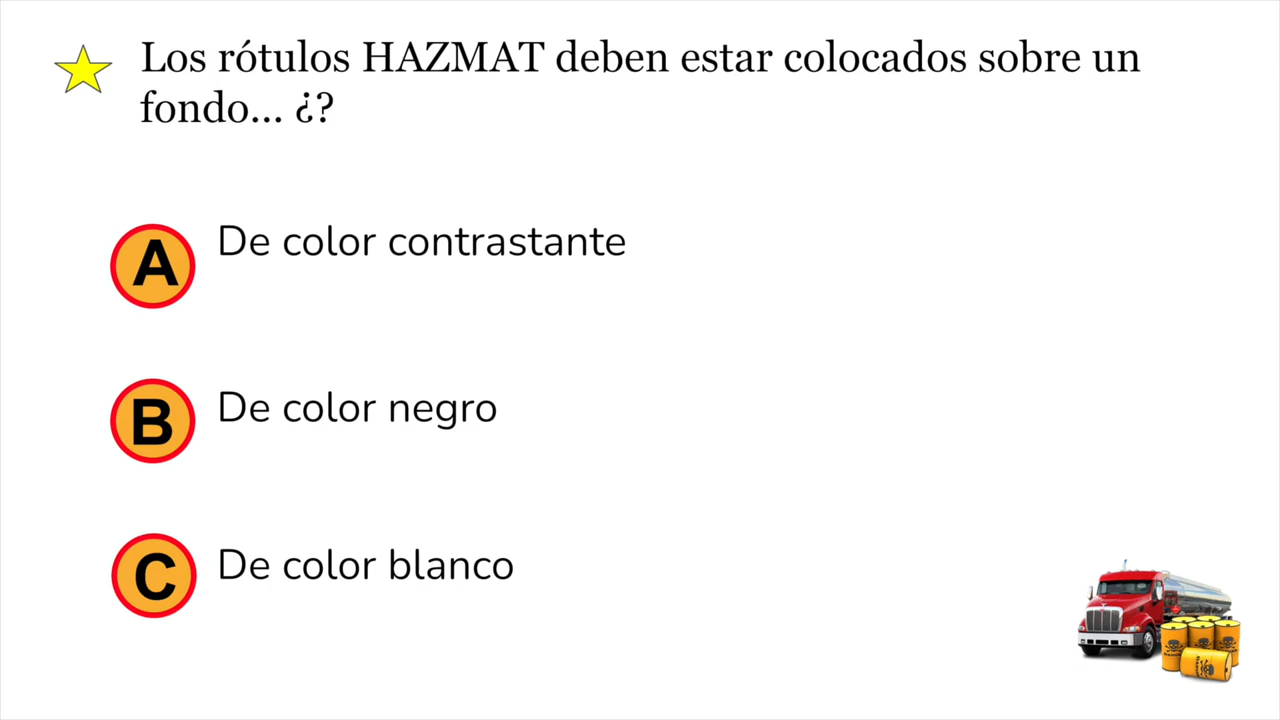 Los rótulos HAZMAT deben estar colocados sobre un
fondo... ¿?
A De color contrastante
B De color negro
C De color blanco